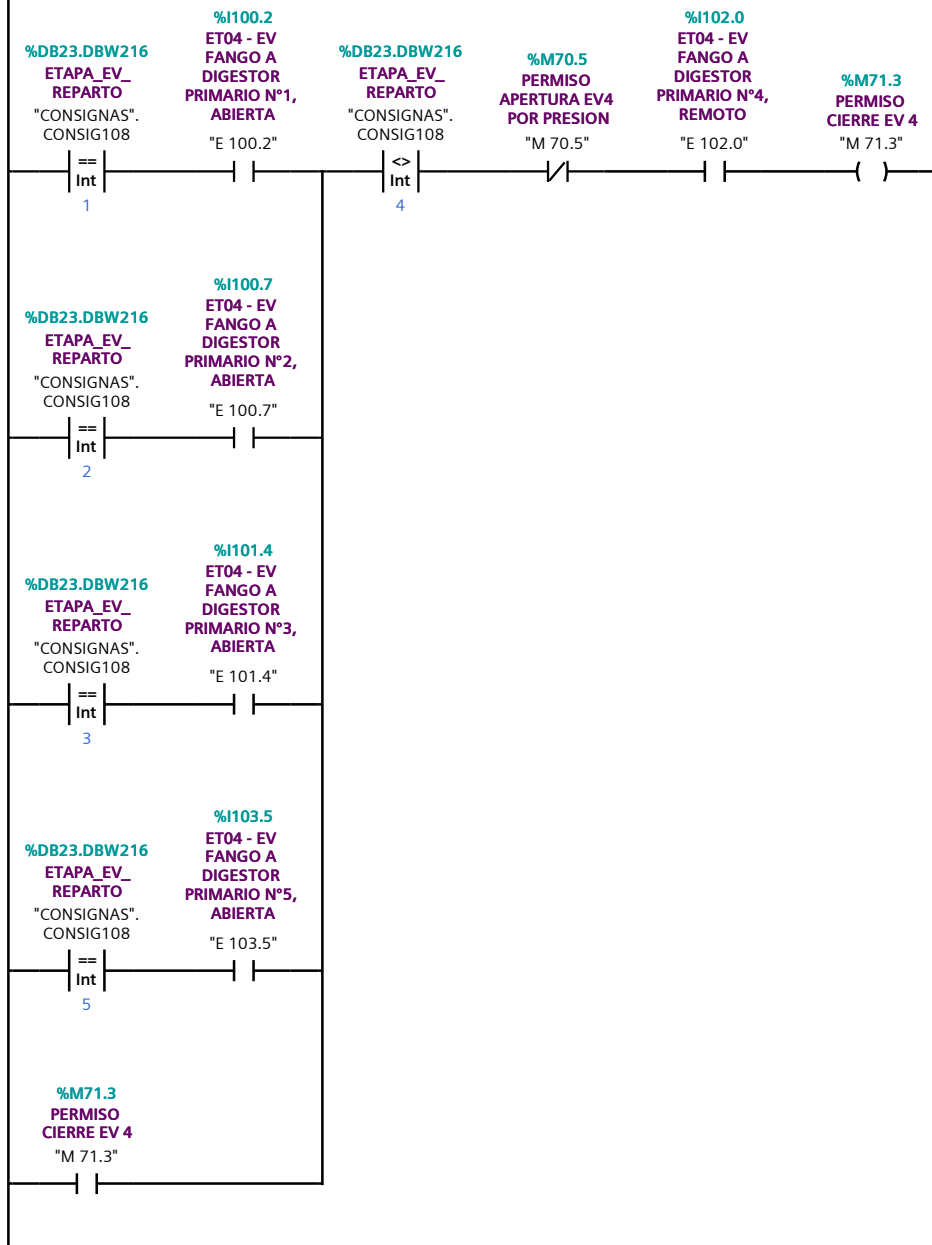 %DB23.DBW216
ETAPA_EV_
REPARTO
"CONSIGNAS".
CONSIG108
==
Int
1
%I100.2
ET04 - EV
FANGO A
DIGESTOR
PRIMARIO N°1,
ABIERTA
"E 100.2"
%DB23.DBW216
ETAPA_EV_
REPARTO
"CONSIGNAS".
CONSIG108
<>
Int
4
%M70.5
PERMISO
APERTURA EV4
POR PRESION
"M 70.5"
%I102.0
ET04 - EV
FANGO A
DIGESTOR
PRIMARIO N°4,
REMOTO
"E 102.0"
%M71.3
PERMISO
CIERRE EV 4
"M 71.3"
%DB23.DBW216
ETAPA_EV_
REPARTO
"CONSIGNAS".
CONSIG108
==
Int
2
%I100.7
ET04 - EV
FANGO A
DIGESTOR
PRIMARIO N°2,
ABIERTA
"E 100.7"
%DB23.DBW216
ETAPA_EV_
REPARTO
"CONSIGNAS".
CONSIG108
==
Int
3
%I101.4
ET04 - EV
FANGO A
DIGESTOR
PRIMARIO N°3,
ABIERTA
"E 101.4"
%DB23.DBW216
ETAPA_EV_
REPARTO
"CONSIGNAS".
CONSIG108
==
Int
5
%I103.5
ET04 - EV
FANGO A
DIGESTOR
PRIMARIO N°5,
ABIERTA
"E 103.5"
%M71.3
PERMISO
CIERRE EV 4
"M 71.3"